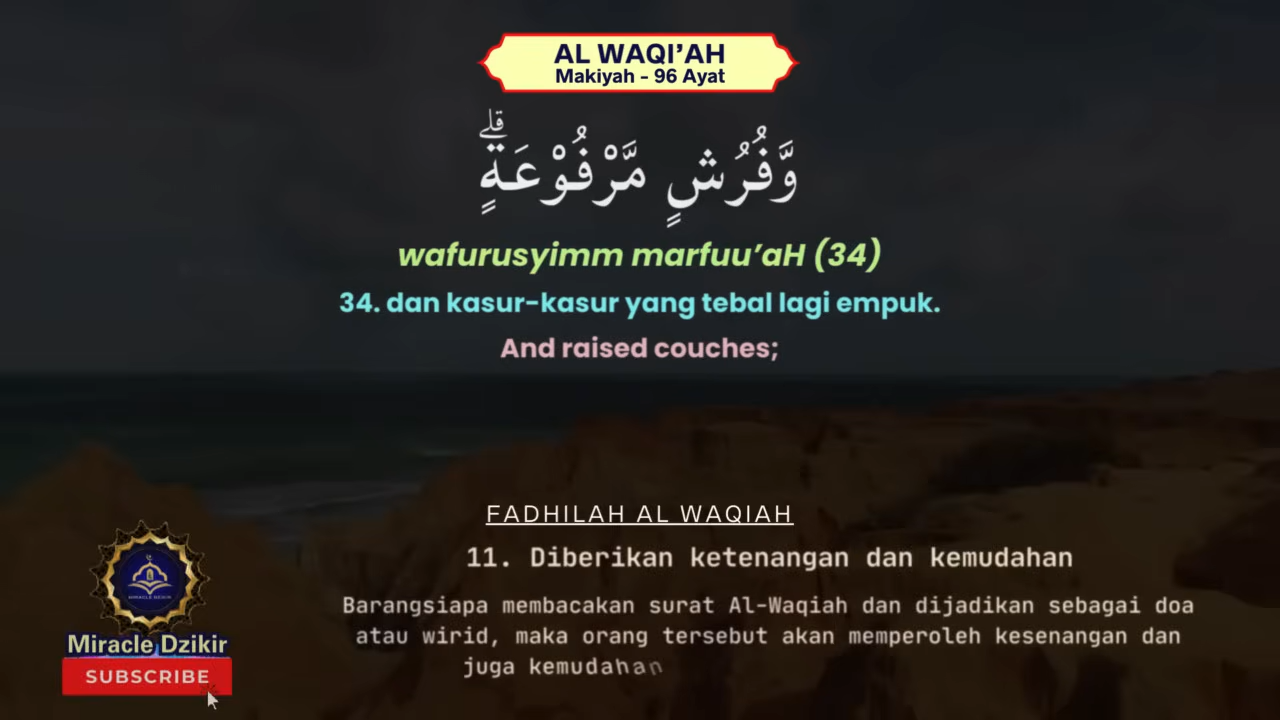 AL WAQI’AH
Makiyah - 96 Ayat
وَّفُرُشٍ مَّرْفُوْعَةٍۗ
wafurusyimm marfuu’aH (34)
34. dan kasur-kasur yang tebal lagi empuk.
And raised couches;
FADHILAH AL WAQIAH
11. Diberikan ketenangan dan kemudahan
Barangsiapa membacakan surat Al-Waqiah dan dijadikan sebagai doa
atau wirid, maka orang tersebut akan memperoleh kesenangan dan
juga kemudahan
MIRACLE DZIKIR
Miracle Dzikir
SUBSCRIBE